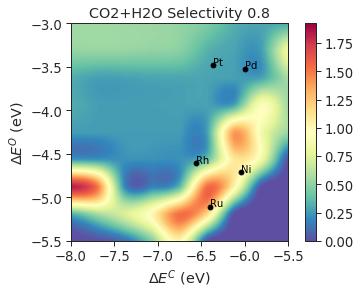 CO2+H2O Selectivity 0.8
−3.0
−3.5
−4.0
−4.5
−5.0
−5.5
ΔE^O (eV)
Pt
Pd
Rh
Ni
Ru
−8.0 −7.5 −7.0 −6.5 −6.0 −5.5
ΔE^C (eV)
1.75
1.50
1.25
1.00
0.75
0.50
0.25
0.00